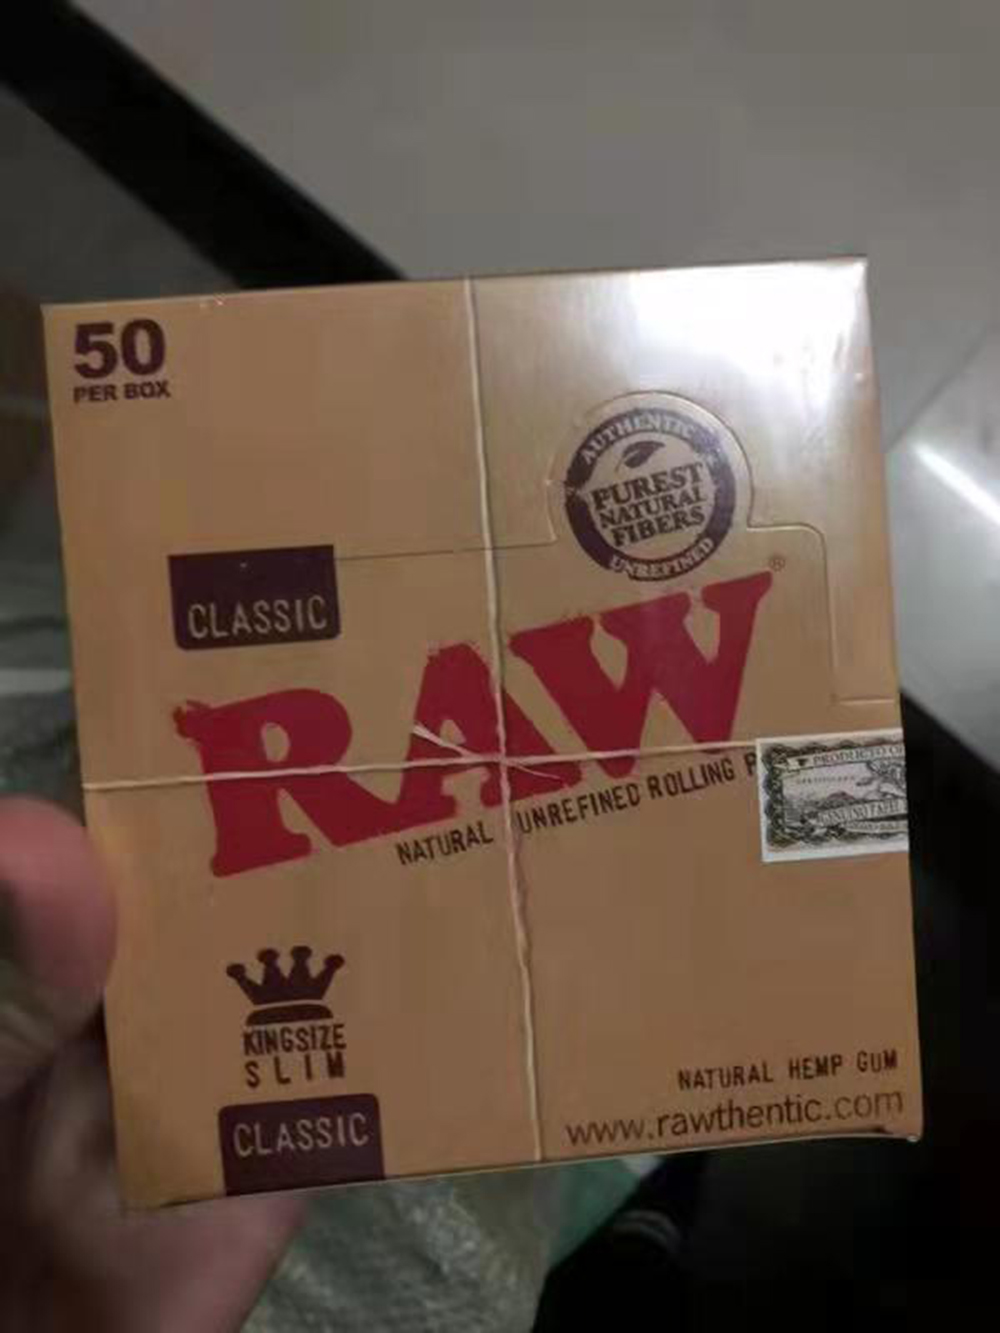 50
PER BOX
AUTHENTIC
PUREST
NATURAL
FIBERS
UNREFINED
CLASSIC
RAW®
NATURAL UNREFINED ROLLING P
PRODUCTO
KINGSIZE
SLIM
CLASSIC
NATURAL HEMP GUM
www.rawthentic.com